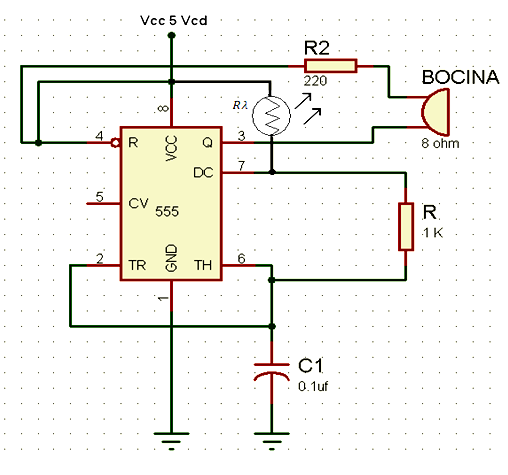 Vcc 5 Vcd
R2
220
BOCINA
8 ohm
Rλ
8
4 R VCC Q 3
DC 7
5 CV 555
R
1 K
2 TR GND TH 6
1
C1
0.1uf